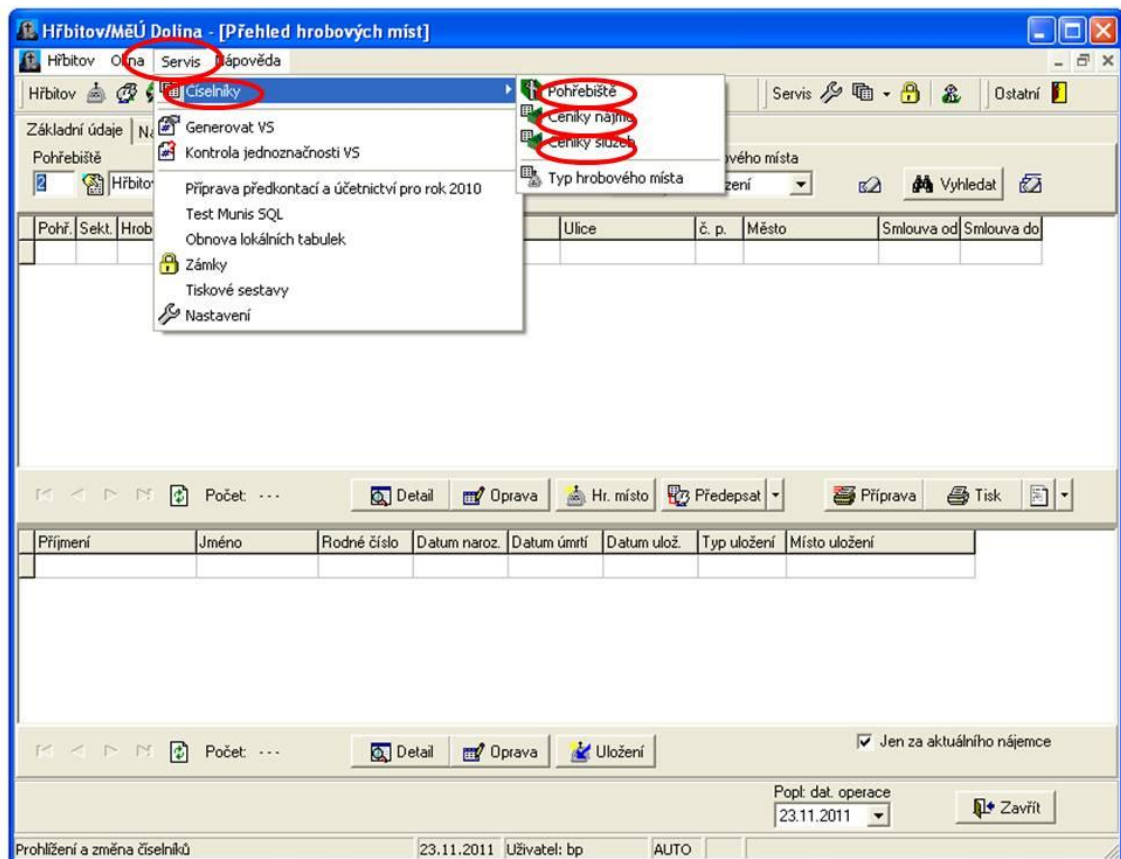 Hřbitov/MěÚ Dolina - [Přehled hrobových míst]
Hřbitov Okna Servis Nápověda
Hřbitov Servis Ostatní
Číselníky
Pohřebiště
Ceníky nájmů
Ceníky služeb
Typ hrobového místa
Generovat VS
Kontrola jednoznačnosti VS
Příprava předkontací a účetnictví pro rok 2010
Test Munis SQL
Obnova lokálních tabulek
Zámky
Tiskové sestavy
Nastavení
Základní údaje
Pohřebiště místa
2 Vyhledat
Pohř. Sekt. Ulice č. p. Město Smlouva od Smlouva do
Počet: --- Detail Oprava Hr. místo Předepsat Příprava Tisk
Příjmení Jméno Rodné číslo Datum naroz. Datum úmrtí Datum ulož. Typ uložení Místo uložení
Počet: --- Detail Oprava Uložení Jen za aktuálního nájemce
Popl: dat. operace
23.11.2011 Zavřít
Prohlížení a změna číselníků 23.11.2011 Uživatel: bp AUTO